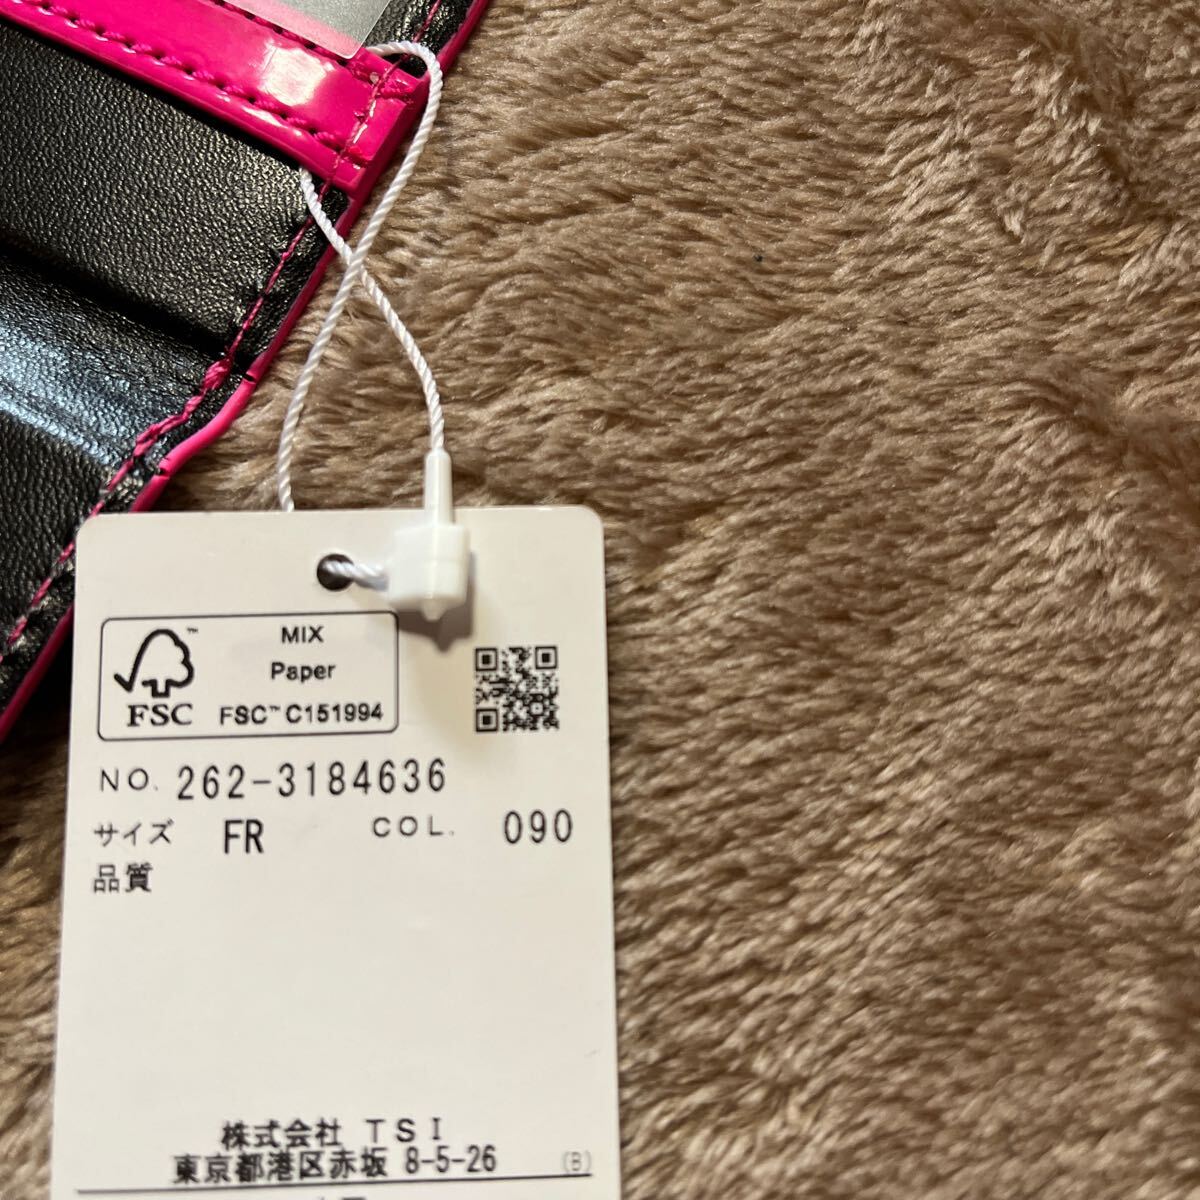 MIX
Paper
FSC™ C151994
FSC
NO. 262-3184636
サイズ FR COL. 090
品質
株式会社 TSI
東京都港区赤坂 8-5-26 (B)